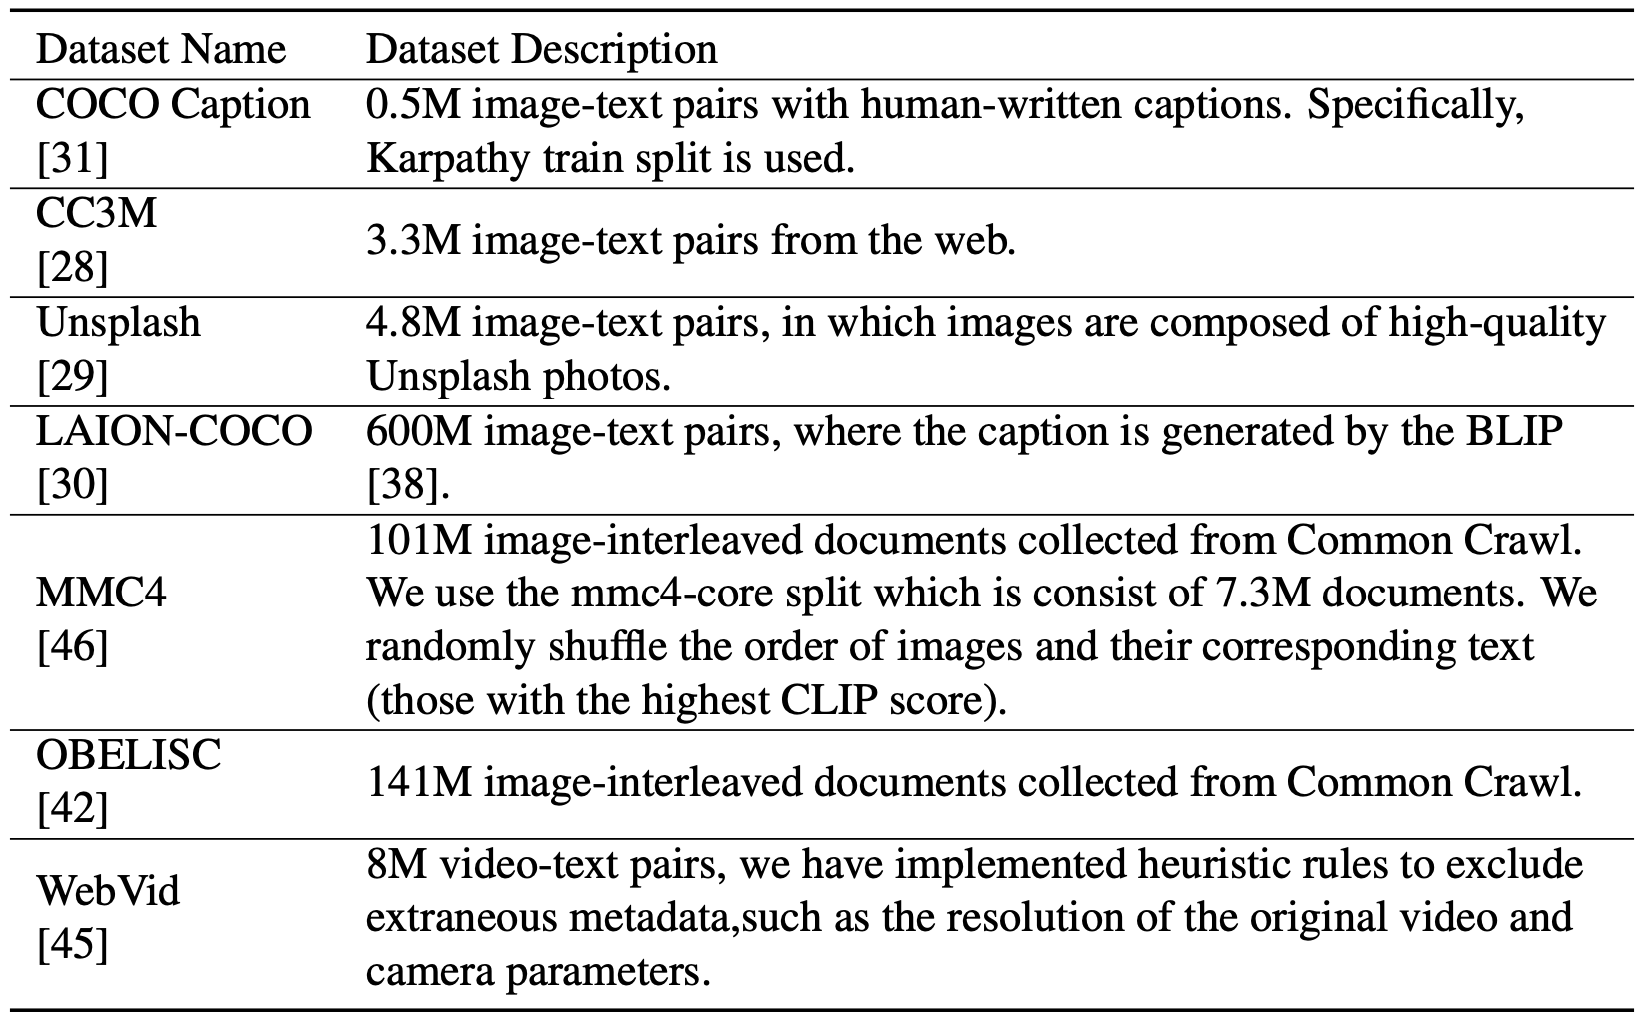 Dataset Name Dataset Description
COCO Caption
[31]
0.5M image-text pairs with human-written captions. Specifically,
Karpathy train split is used.
CC3M
[28]
3.3M image-text pairs from the web.
Unsplash
[29]
4.8M image-text pairs, in which images are composed of high-quality
Unsplash photos.
LAION-COCO
[30]
600M image-text pairs, where the caption is generated by the BLIP
[38].
MMC4
[46]
101M image-interleaved documents collected from Common Crawl.
We use the mmc4-core split which is consist of 7.3M documents. We
randomly shuffle the order of images and their corresponding text
(those with the highest CLIP score).
OBELISC
[42]
141M image-interleaved documents collected from Common Crawl.
WebVid
[45]
8M video-text pairs, we have implemented heuristic rules to exclude
extraneous metadata,such as the resolution of the original video and
camera parameters.